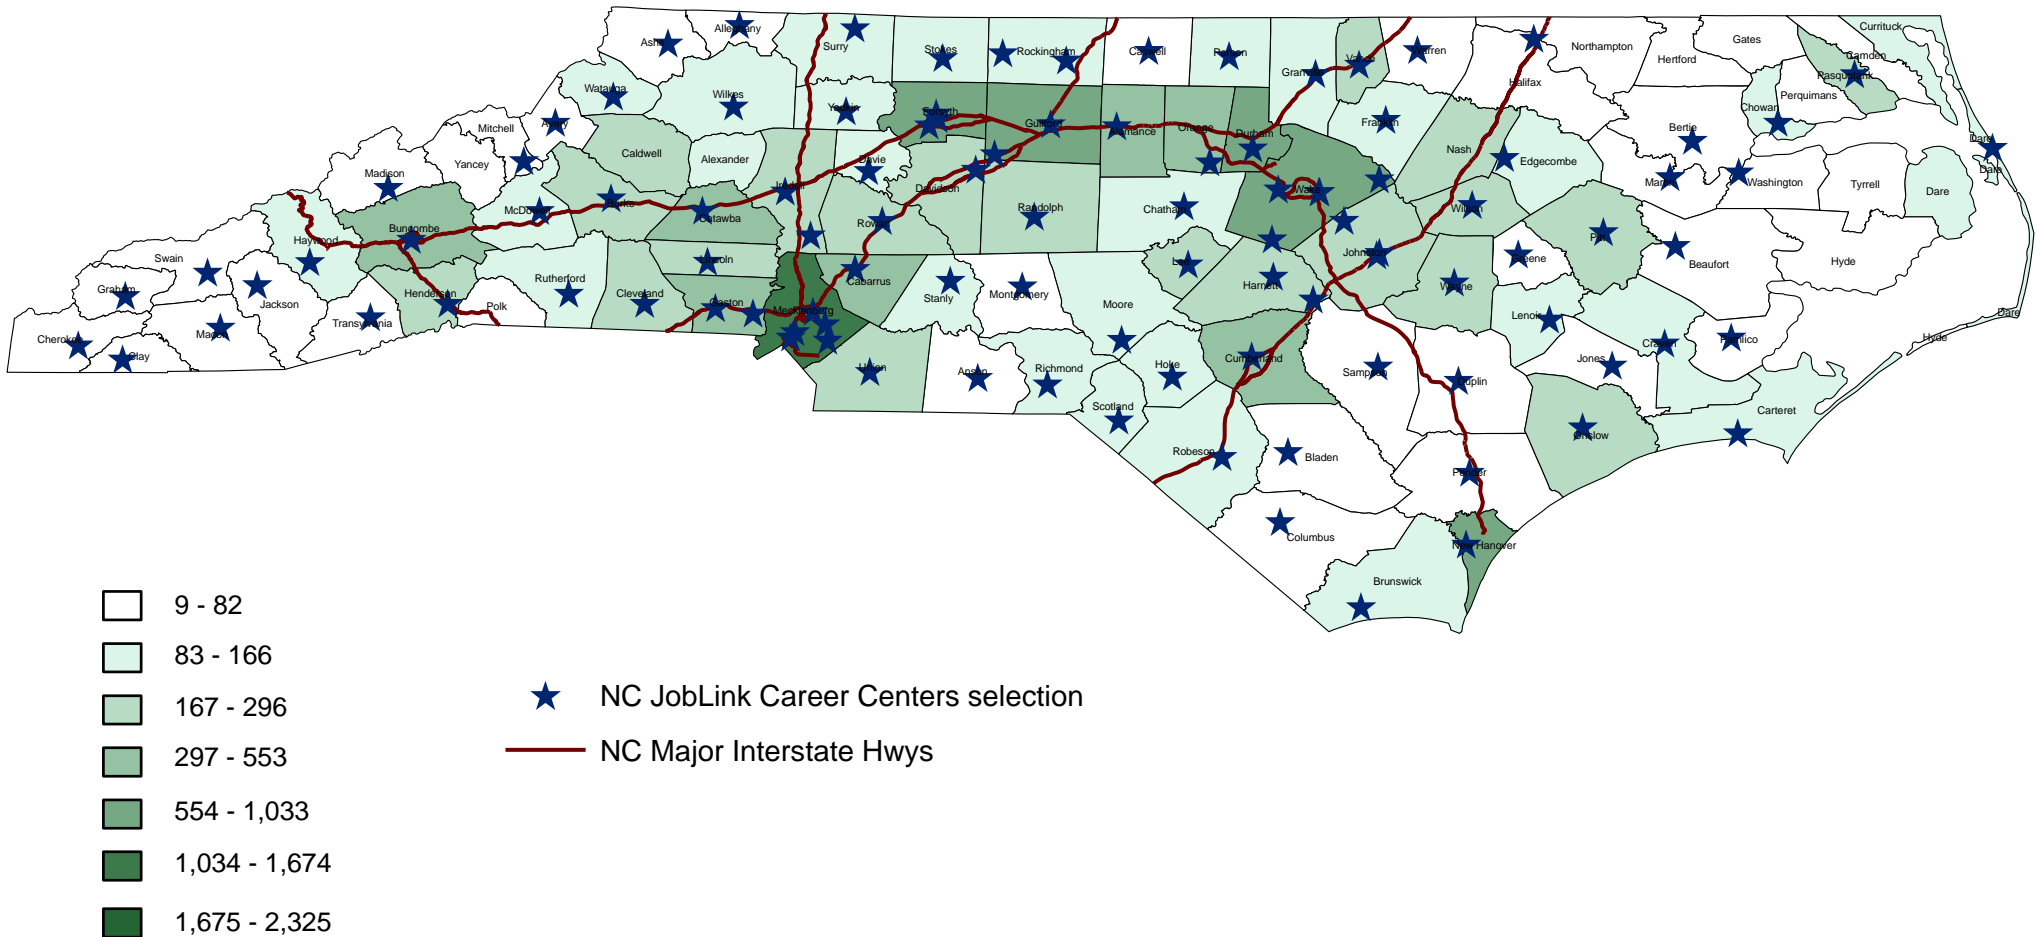 Alleghany
Ashe
Surry
Stokes
Rockingham
Caswell
Person
Granville
Vance
Warren
Northampton
Gates
Hertford
Currituck
Camden
Pasquotank
Perquimans
Chowan
Halifax
Watauga
Wilkes
Yadkin
Forsyth
Guilford
Alamance
Orange
Durham
Franklin
Nash
Edgecombe
Bertie
Martin
Washington
Tyrrell
Dare
Dare
Dare
Mitchell
Avery
Yancey
Madison
Caldwell
Alexander
Iredell
Davie
Davidson
Randolph
Chatham
Wake
Wilson
Pitt
Beaufort
Hyde
McDowell
Burke
Catawba
Rowan
Buncombe
Haywood
Swain
Graham
Jackson
Cherokee
Clay
Macon
Transylvania
Henderson
Polk
Rutherford
Cleveland
Lincoln
Gaston
Mecklenburg
Cabarrus
Stanly
Montgomery
Moore
Lee
Harnett
Johnston
Wayne
Greene
Lenoir
Craven
Pamlico
Jones
Hyde
Dare
Union
Anson
Richmond
Scotland
Hoke
Cumberland
Sampson
Duplin
Onslow
Carteret
Robeson
Bladen
Pender
Columbus
New Hanover
Brunswick
9 - 82
83 - 166
167 - 296
297 - 553
554 - 1,033
1,034 - 1,674
1,675 - 2,325
NC JobLink Career Centers selection
NC Major Interstate Hwys